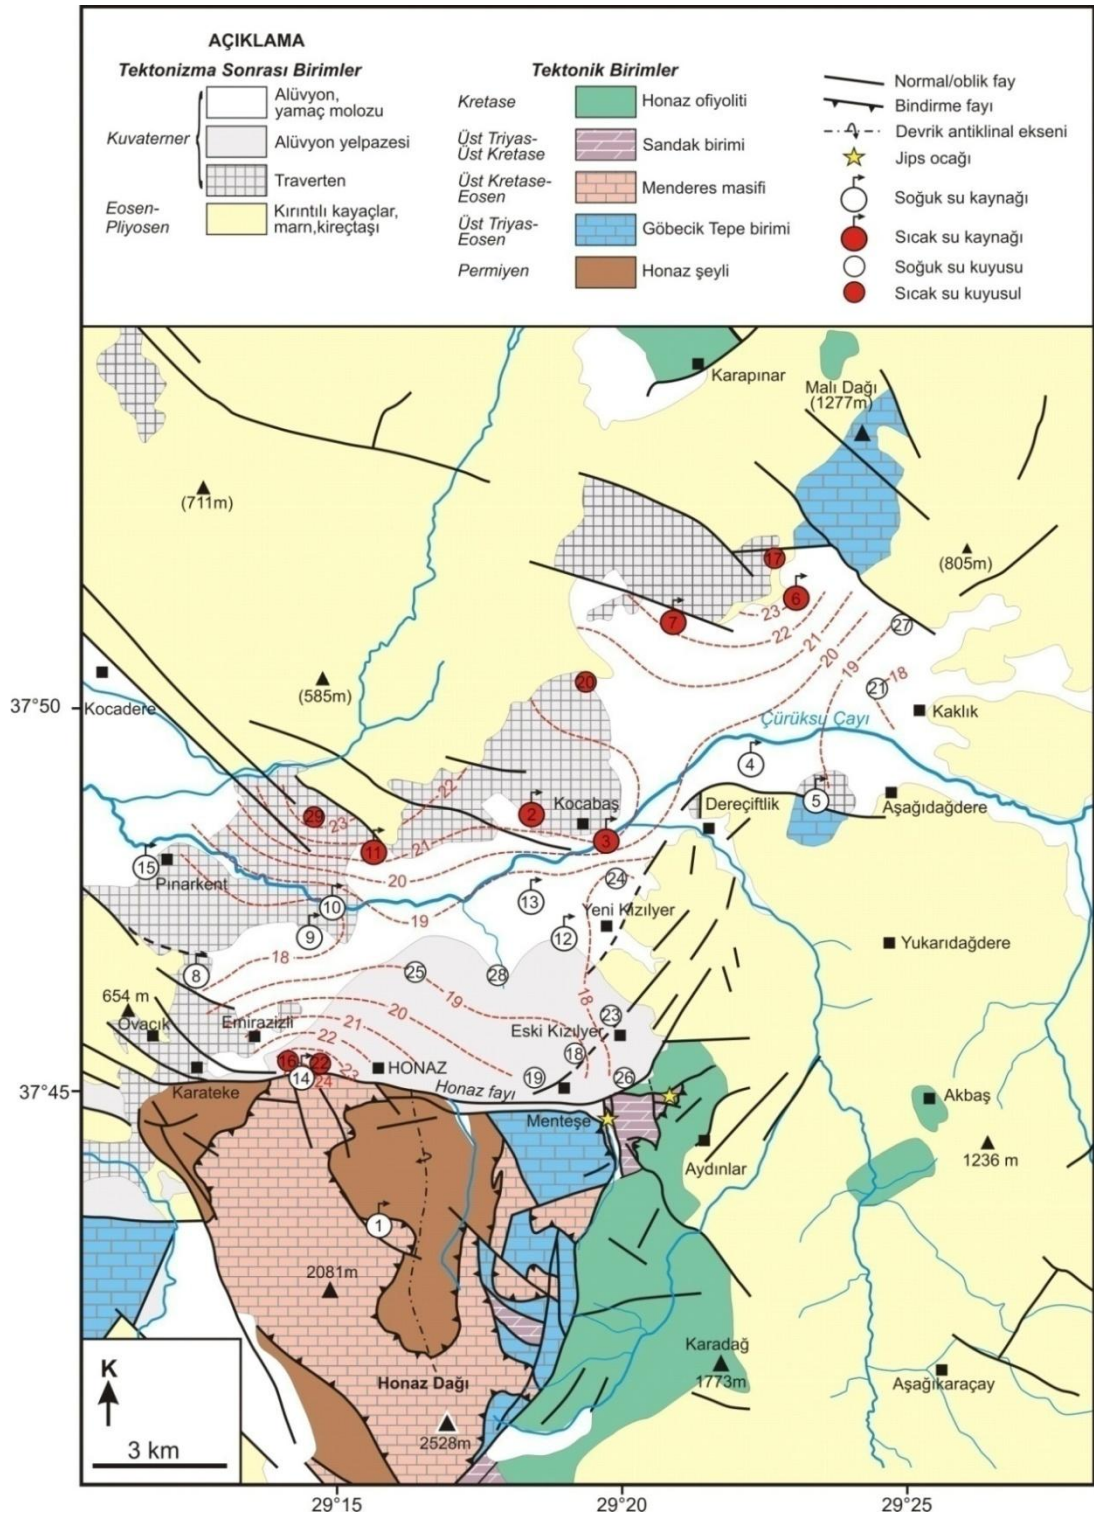 AÇIKLAMA
Tektonizma Sonrası Birimler
Kuvaterner
Alüvyon,
yamaç molozu
Alüvyon yelpazesi
Traverten
Eosen-
Pliyosen
Kırıntılı kayaçlar,
marn,kireçtaşı
Tektonik Birimler
Kretase
Honaz ofiyoliti
Üst Triyas-
Üst Kretase
Sandak birimi
Üst Kretase-
Eosen
Menderes masifi
Üst Triyas-
Eosen
Göbecik Tepe birimi
Permiyen
Honaz şeyli
Normal/oblik fay
Bindirme fayı
Devrik antiklinal ekseni
Jips ocağı
Soğuk su kaynağı
Sıcak su kaynağı
Soğuk su kuyusu
Sıcak su kuyusul
Karapınar
Malı Dağı
(1277m)
(711m)
(805m)
17
6
23
7
22
21
27
20
19
18
21
20
(585m)
37°50
Kocadere
Kaklık
Çürüksu Çayı
4
22
5
Aşağıdağdere
Dereçiftlik
Kocabaş
2
29
23
3
11
21
15
Pınarkent
20
24
13
10
19
Yeni Kızılyer
9
12
Yukarıdağdere
18
8
25
28
654 m
19
18
Ovacık
Emirazizli
20
21
22
23
Eski Kızılyer
18
16
22
23
24
14
HONAZ
19
26
37°45
Karateke
Honaz fayı
Menteşe
Akbaş
Aydınlar
1236 m
1
2081m
Karadağ
1773m
Honaz Dağı
Aşağıkaraçay
2528m
K
3 km
29°15
29°20
29°25